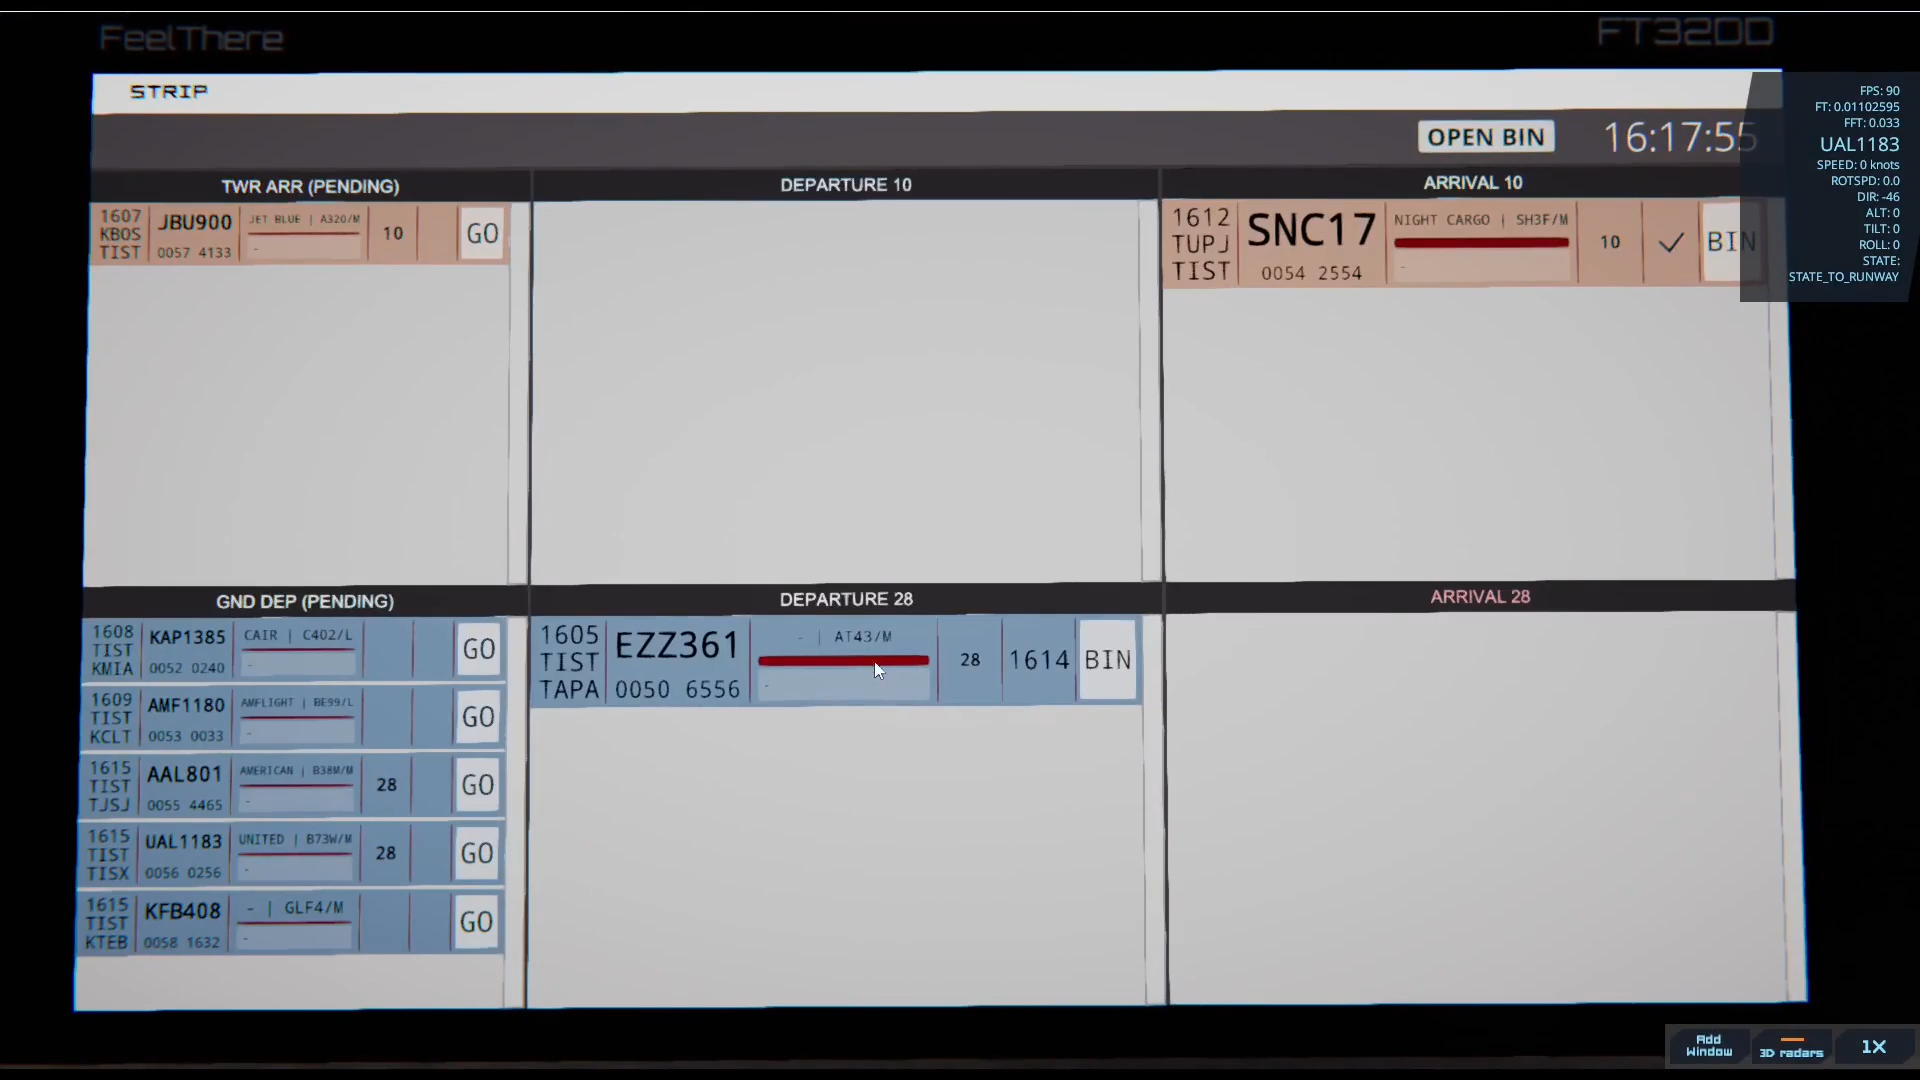 FeelThere
FT3200
STRIP
OPEN BIN
16:17:55
FPS: 90
FT: 0.01102595
FFT: 0.033
UAL1183
SPEED: 0 knots
ROTSPD: 0.0
DIR: -46
ALT: 0
TILT: 0
ROLL: 0
STATE:
STATE_TO_RUNWAY
TWR ARR (PENDING)
1607
KBOS
TIST
JBU900
0057 4133
JET BLUE | A320/M
-
10
GO
DEPARTURE 10
ARRIVAL 10
1612
TUPJ
TIST
SNC17
0054 2554
NIGHT CARGO | SH3F/M
-
10
✓
BIN
GND DEP (PENDING)
1608
TIST
KMIA
KAP1385
0052 0240
CAIR | C402/L
-
GO
1609
TIST
KCLT
AMF1180
0053 0033
AMFLIGHT | BE99/L
-
GO
1615
TIST
TJSJ
AAL801
0055 4465
AMERICAN | B38M/M
-
28
GO
1615
TIST
TISX
UAL1183
0056 0256
UNITED | B73W/M
-
28
GO
1615
TIST
KTEB
KFB408
0058 1632
- | GLF4/M
-
GO
DEPARTURE 28
1605
TIST
TAPA
EZZ361
0050 6556
- | AT43/M
-
28
1614
BIN
ARRIVAL 28
Add
Window
3D radars
1X